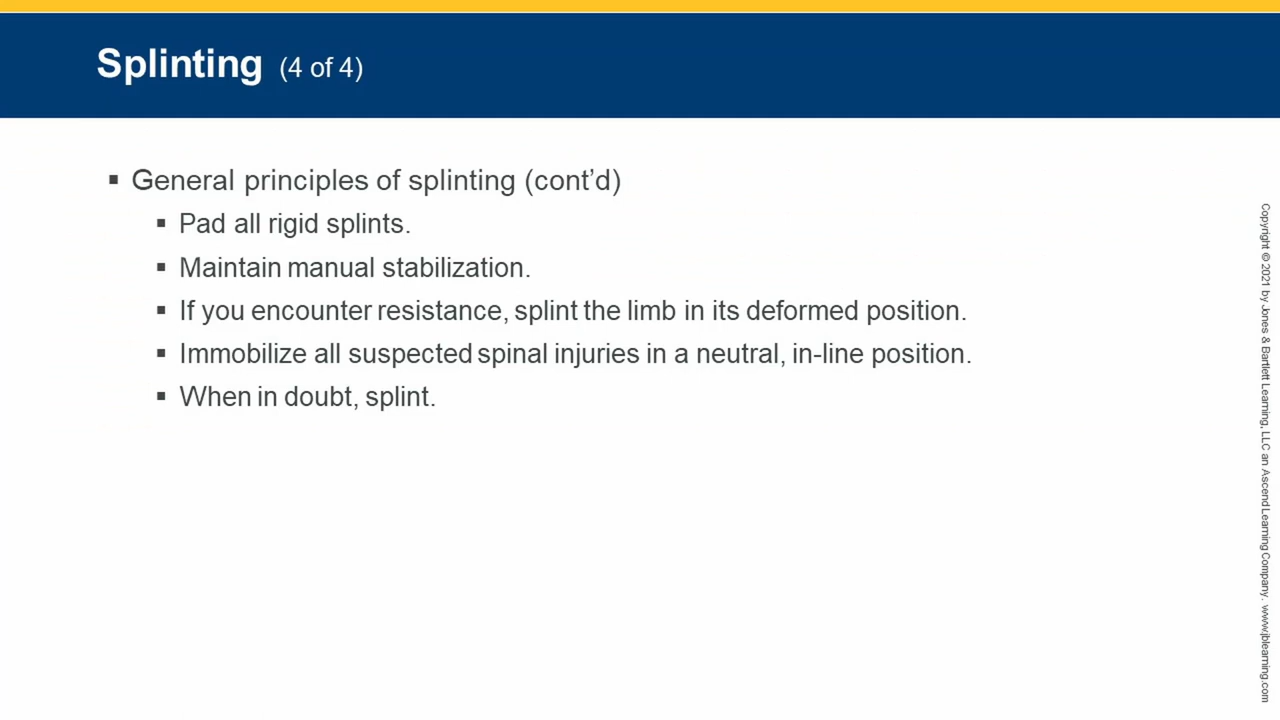 Splinting (4 of 4)
▪ General principles of splinting (cont’d)
▪ Pad all rigid splints.
▪ Maintain manual stabilization.
▪ If you encounter resistance, splint the limb in its deformed position.
▪ Immobilize all suspected spinal injuries in a neutral, in-line position.
▪ When in doubt, splint.
Copyright © 2021 by Jones & Bartlett Learning, LLC an Ascend Learning Company. www.jblearning.com